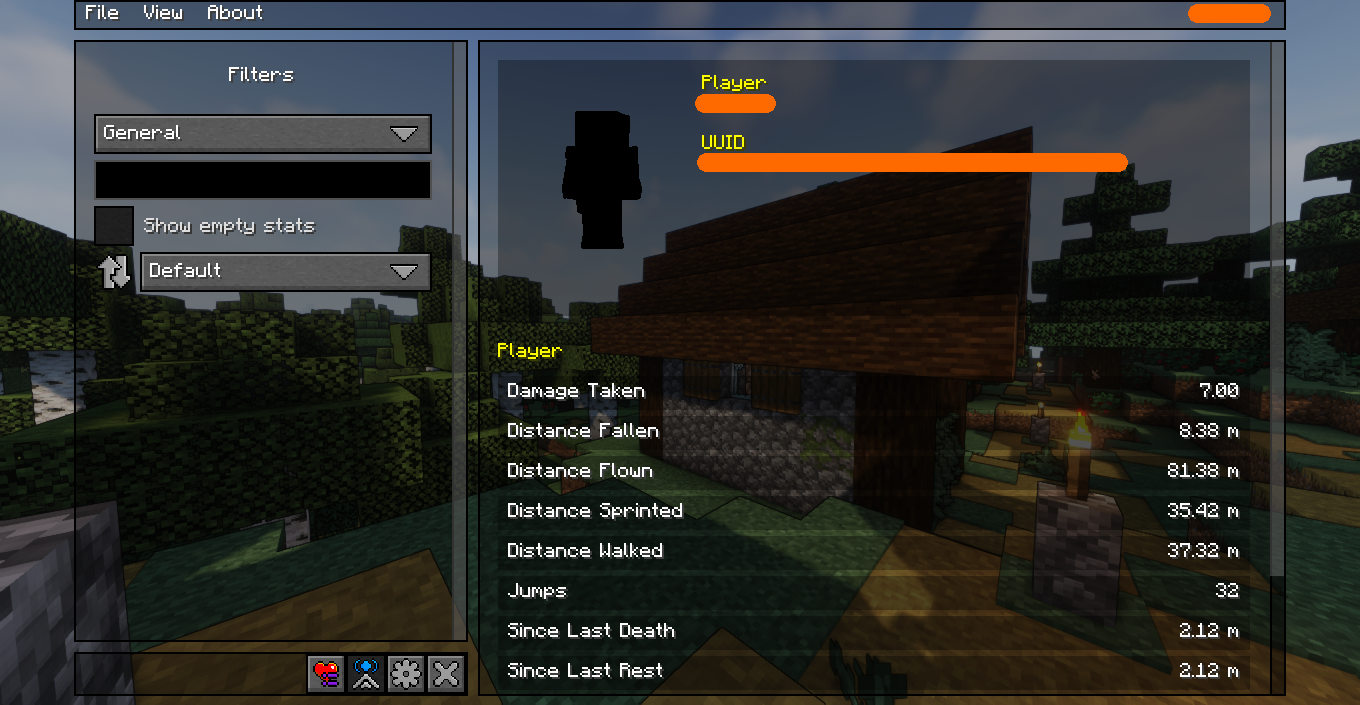 File View About
Filters
General
Show empty stats
Default
Player
UUID
Player
Damage Taken 7.00
Distance Fallen 8.38 m
Distance Flown 81.38 m
Distance Sprinted 35.42 m
Distance Walked 37.32 m
Jumps 32
Since Last Death 2.12 m
Since Last Rest 2.12 m